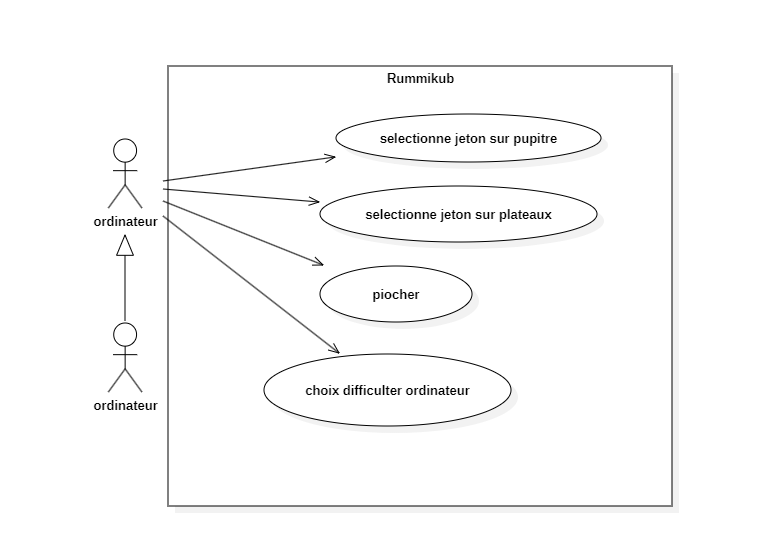 Rummikub
selectionne jeton sur pupitre
ordinateur
selectionne jeton sur plateaux
piocher
choix difficulter ordinateur
ordinateur